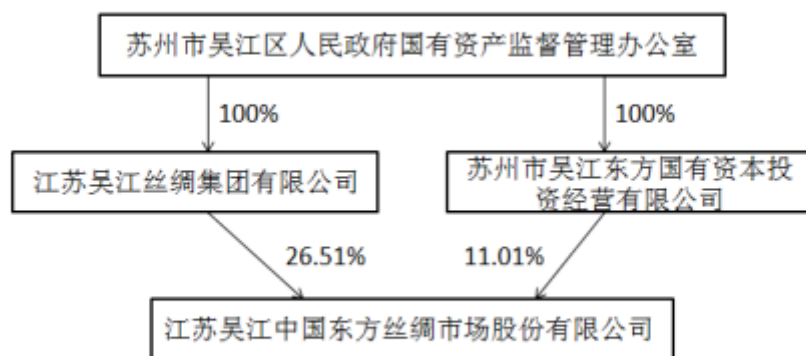 苏州市吴江区人民政府国有资产监督管理办公室
100%
100%
江苏吴江丝绸集团有限公司
苏州市吴江东方国有资本投
资经营有限公司
26.51%
11.01%
江苏吴江中国东方丝绸市场股份有限公司